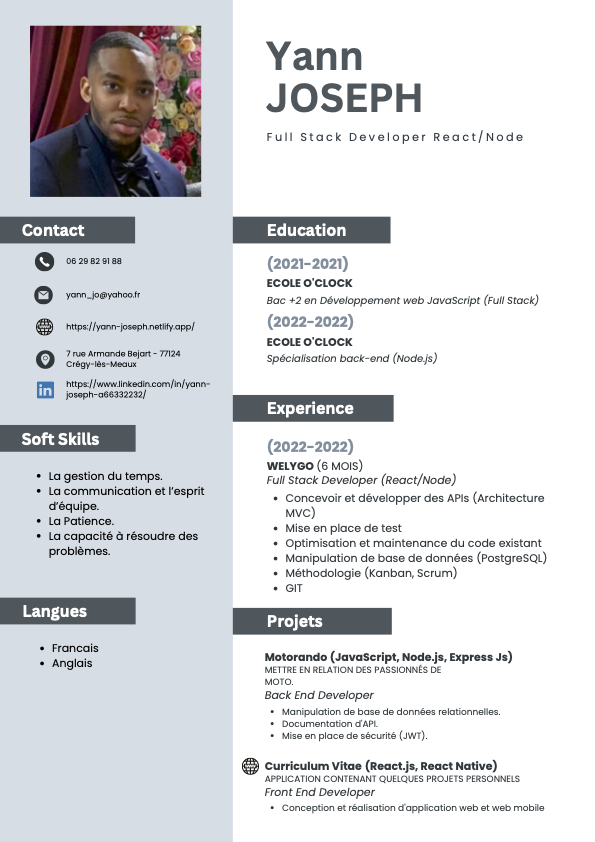 Yann
JOSEPH
Full Stack Developer React/Node
Contact
06 29 82 91 88
yann_jo@yahoo.fr
https://yann-joseph.netlify.app/
7 rue Armande Bejart - 77124
Crégy-lès-Meaux
in
https://www.linkedin.com/in/yann-
joseph-a66332232/
Soft Skills
La gestion du temps.
La communication et l'esprit
d'équipe.
La Patience.
La capacité à résoudre des
problèmes.
Langues
Francais
Anglais
Education
(2021-2021)
ECOLE O'CLOCK
Bac +2 en Développement web JavaScript (Full Stack)
(2022-2022)
ECOLE O'CLOCK
Spécialisation back-end (Node.js)
Experience
(2022-2022)
WELYGO (6 MOIS)
Full Stack Developer (React/Node)
Concevoir et développer des APIs (Architecture
MVC)
Mise en place de test
Optimisation et maintenance du code existant
Manipulation de base de données (PostgreSQL)
Méthodologie (Kanban, Scrum)
GIT
Projets
Motorando (JavaScript, Node.js, Express Js)
METTRE EN RELATION DES PASSIONNÉS DE
MOTO.
Back End Developer
Manipulation de base de données relationnelles.
Documentation d'API.
Mise en place de sécurité (JWT).
Curriculum Vitae (React.js, React Native)
APPLICATION CONTENANT QUELQUES PROJETS PERSONNELS
Front End Developer
Conception et réalisation d'application web et web mobile